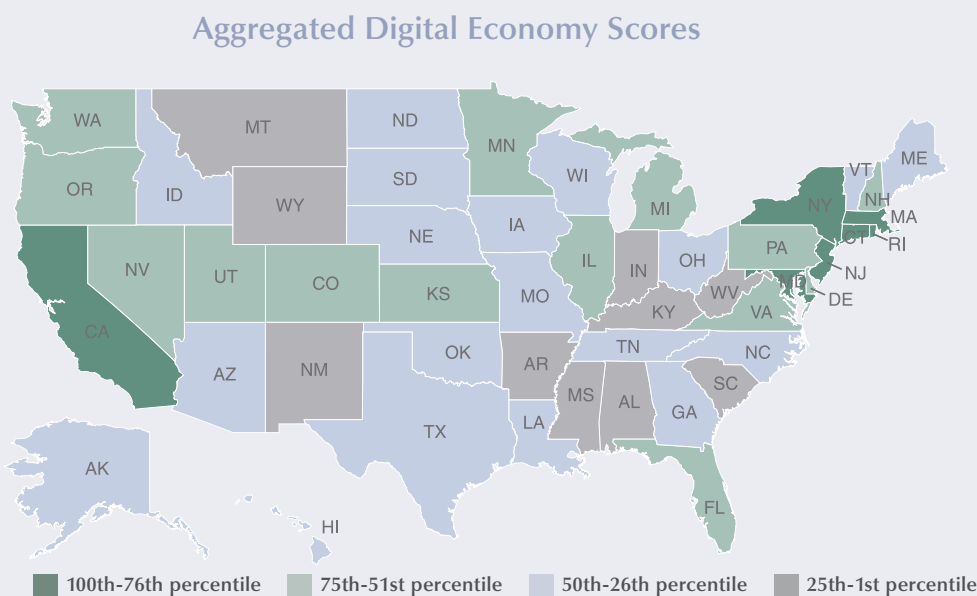 Aggregated Digital Economy Scores
WA
MT
ND
MN
VT
ME
OR
ID
SD
WI
NH
NY
WY
MI
MA
IA
CT
RI
NE
PA
NV
UT
CO
IL
IN
OH
NJ
MD
KS
MO
WV
DE
CA
KY
VA
TN
NC
OK
AZ
NM
AR
SC
MS
AL
GA
TX
LA
AK
FL
HI
100th-76th percentile
75th-51st percentile
50th-26th percentile
25th-1st percentile